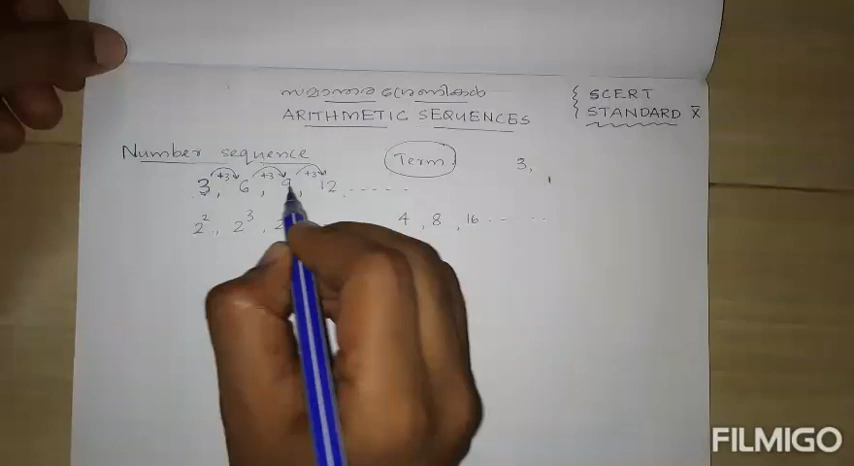 സമാന്തര ശ്രേണികൾ
ARITHMETIC SEQUENCES
SCERT
STANDARD X
Number sequence
Term
3,
+3 +3 +3
3, 6, 9, 12, ......
2², 2³, 2
4, 8, 16 ......
FILMIGO